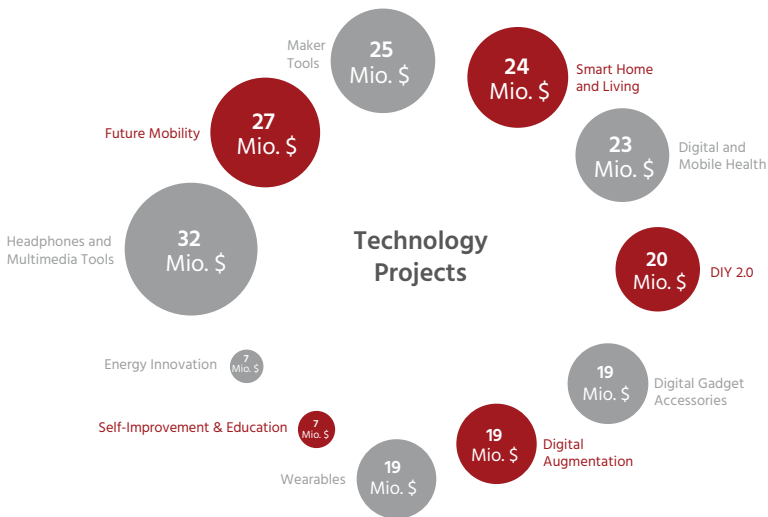 Technology
Projects
32
Mio. $
Headphones and
Multimedia Tools
27
Mio. $
Future Mobility
25
Mio. $
Maker
Tools
24
Mio. $
Smart Home
and Living
23
Mio. $
Digital and
Mobile Health
20
Mio. $
DIY 2.0
19
Mio. $
Digital Gadget
Accessories
19
Mio. $
Digital
Augmentation
19
Mio. $
Wearables
7
Mio. $
Self-Improvement & Education
7
Mio. $
Energy Innovation